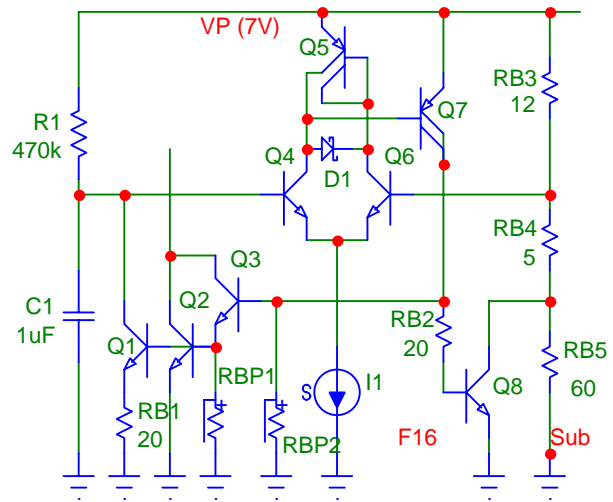 VP (7V)
Q5
RB3
12
R1
470k
Q7
Q4
Q6
D1
RB4
5
Q3
C1
1uF
Q2
Q1
RB2
20
RB5
60
RBP1
S
I1
Q8
RB1
20
RBP2
F16
Sub